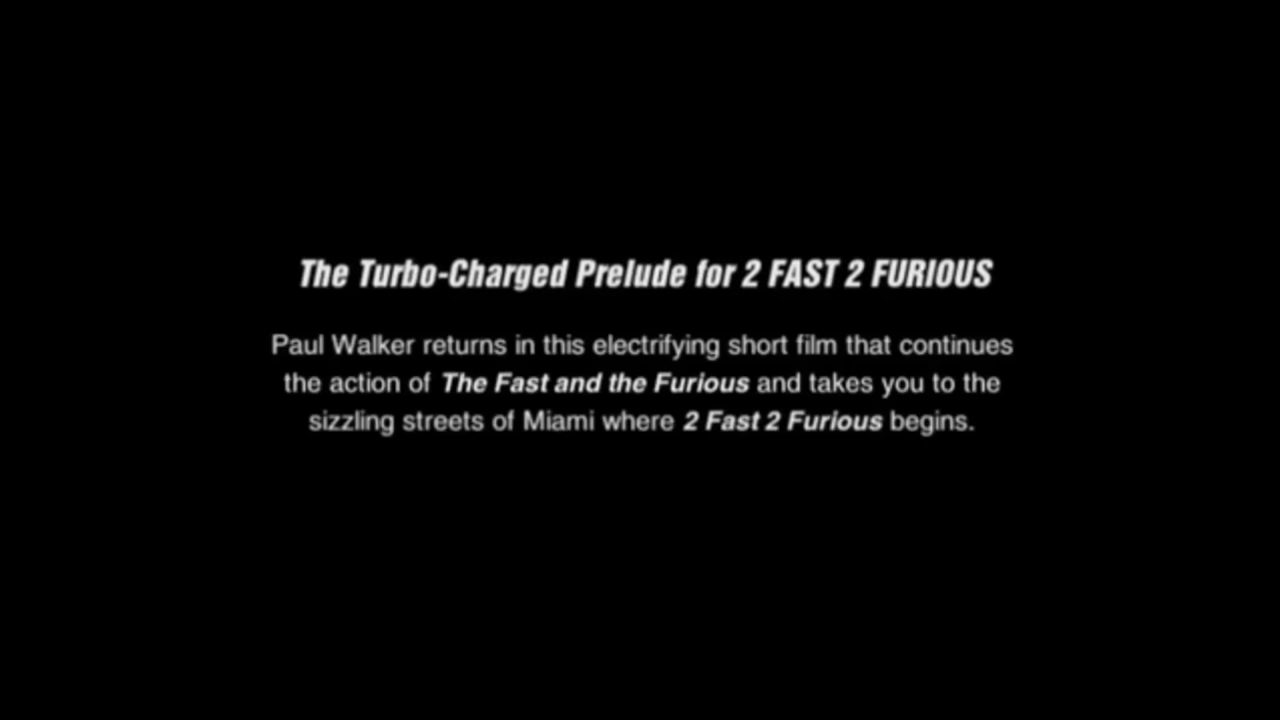 The Turbo-Charged Prelude for 2 FAST 2 FURIOUS
Paul Walker returns in this electrifying short film that continues
the action of The Fast and the Furious and takes you to the
sizzling streets of Miami where 2 Fast 2 Furious begins.